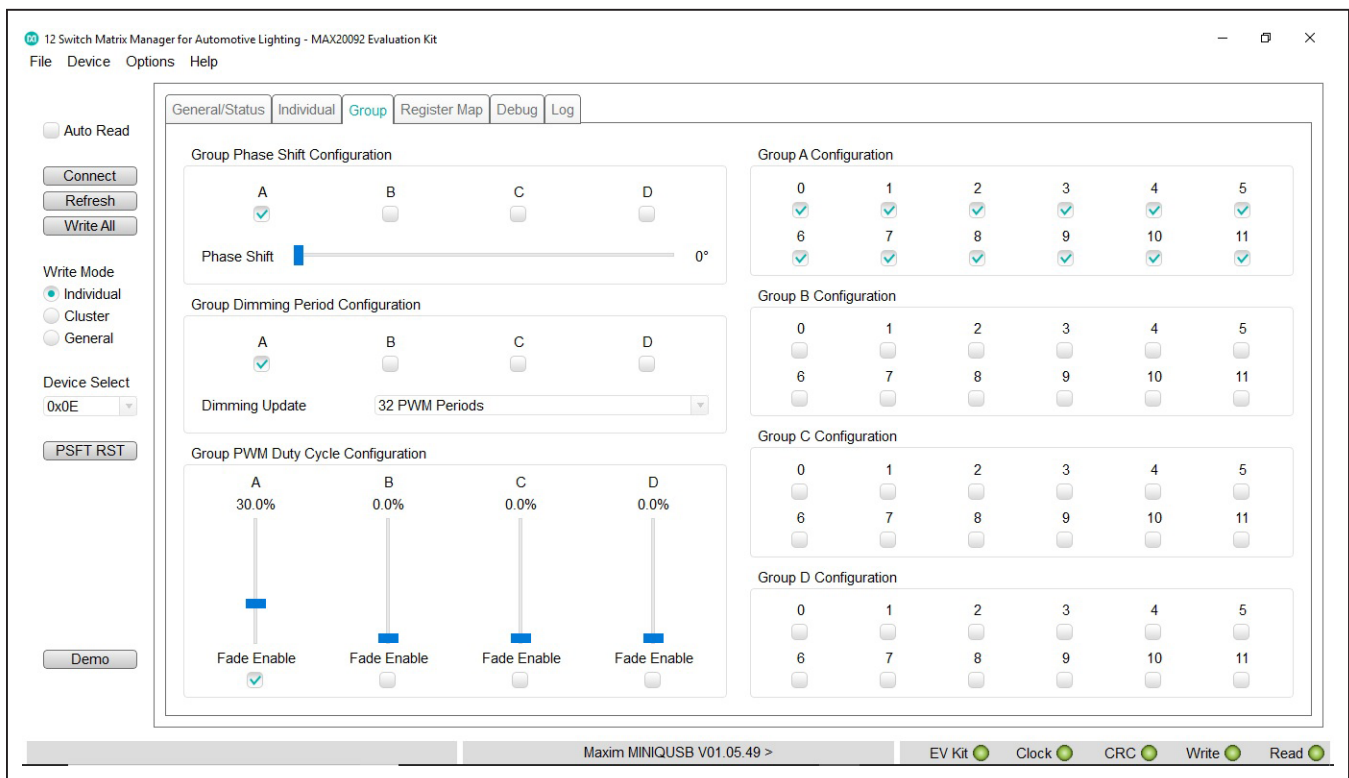 12 Switch Matrix Manager for Automotive Lighting - MAX20092 Evaluation Kit
File Device Options Help
General/Status Individual Group Register Map Debug Log
Auto Read
Connect
Refresh
Write All
Write Mode
Individual
Cluster
General
Device Select
0x0E
PSFT RST
Demo
Group Phase Shift Configuration
A B C D
Phase Shift 0°
Group Dimming Period Configuration
A B C D
Dimming Update 32 PWM Periods
Group PWM Duty Cycle Configuration
A B C D
30.0% 0.0% 0.0% 0.0%
Fade Enable Fade Enable Fade Enable Fade Enable
Group A Configuration
0 1 2 3 4 5
6 7 8 9 10 11
Group B Configuration
0 1 2 3 4 5
6 7 8 9 10 11
Group C Configuration
0 1 2 3 4 5
6 7 8 9 10 11
Group D Configuration
0 1 2 3 4 5
6 7 8 9 10 11
Maxim MINIQUSB V01.05.49 > EV Kit Clock CRC Write Read